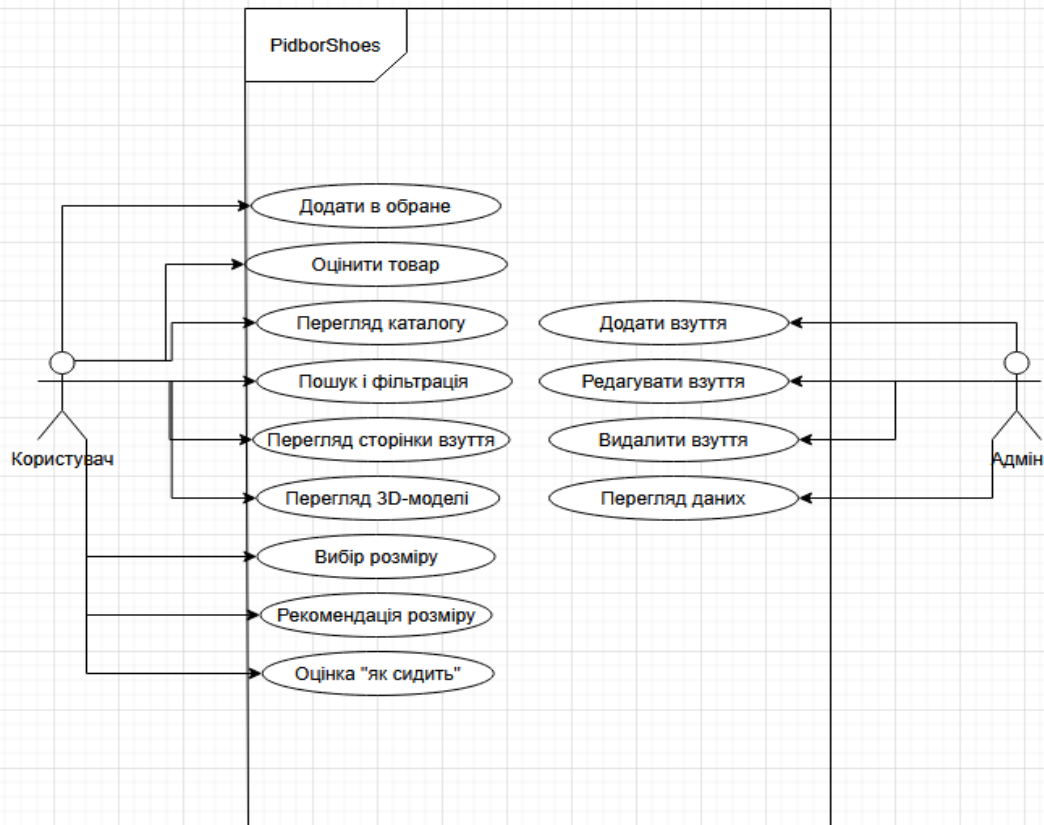 PidborShoes
Додати в обране
Оцінити товар
Перегляд каталогу
Додати взуття
Пошук і фільтрація
Редагувати взуття
Перегляд сторінки взуття
Видалити взуття
Користувач
Адмін
Перегляд 3D-моделі
Перегляд даних
Вибір розміру
Рекомендація розміру
Оцінка "як сидить"